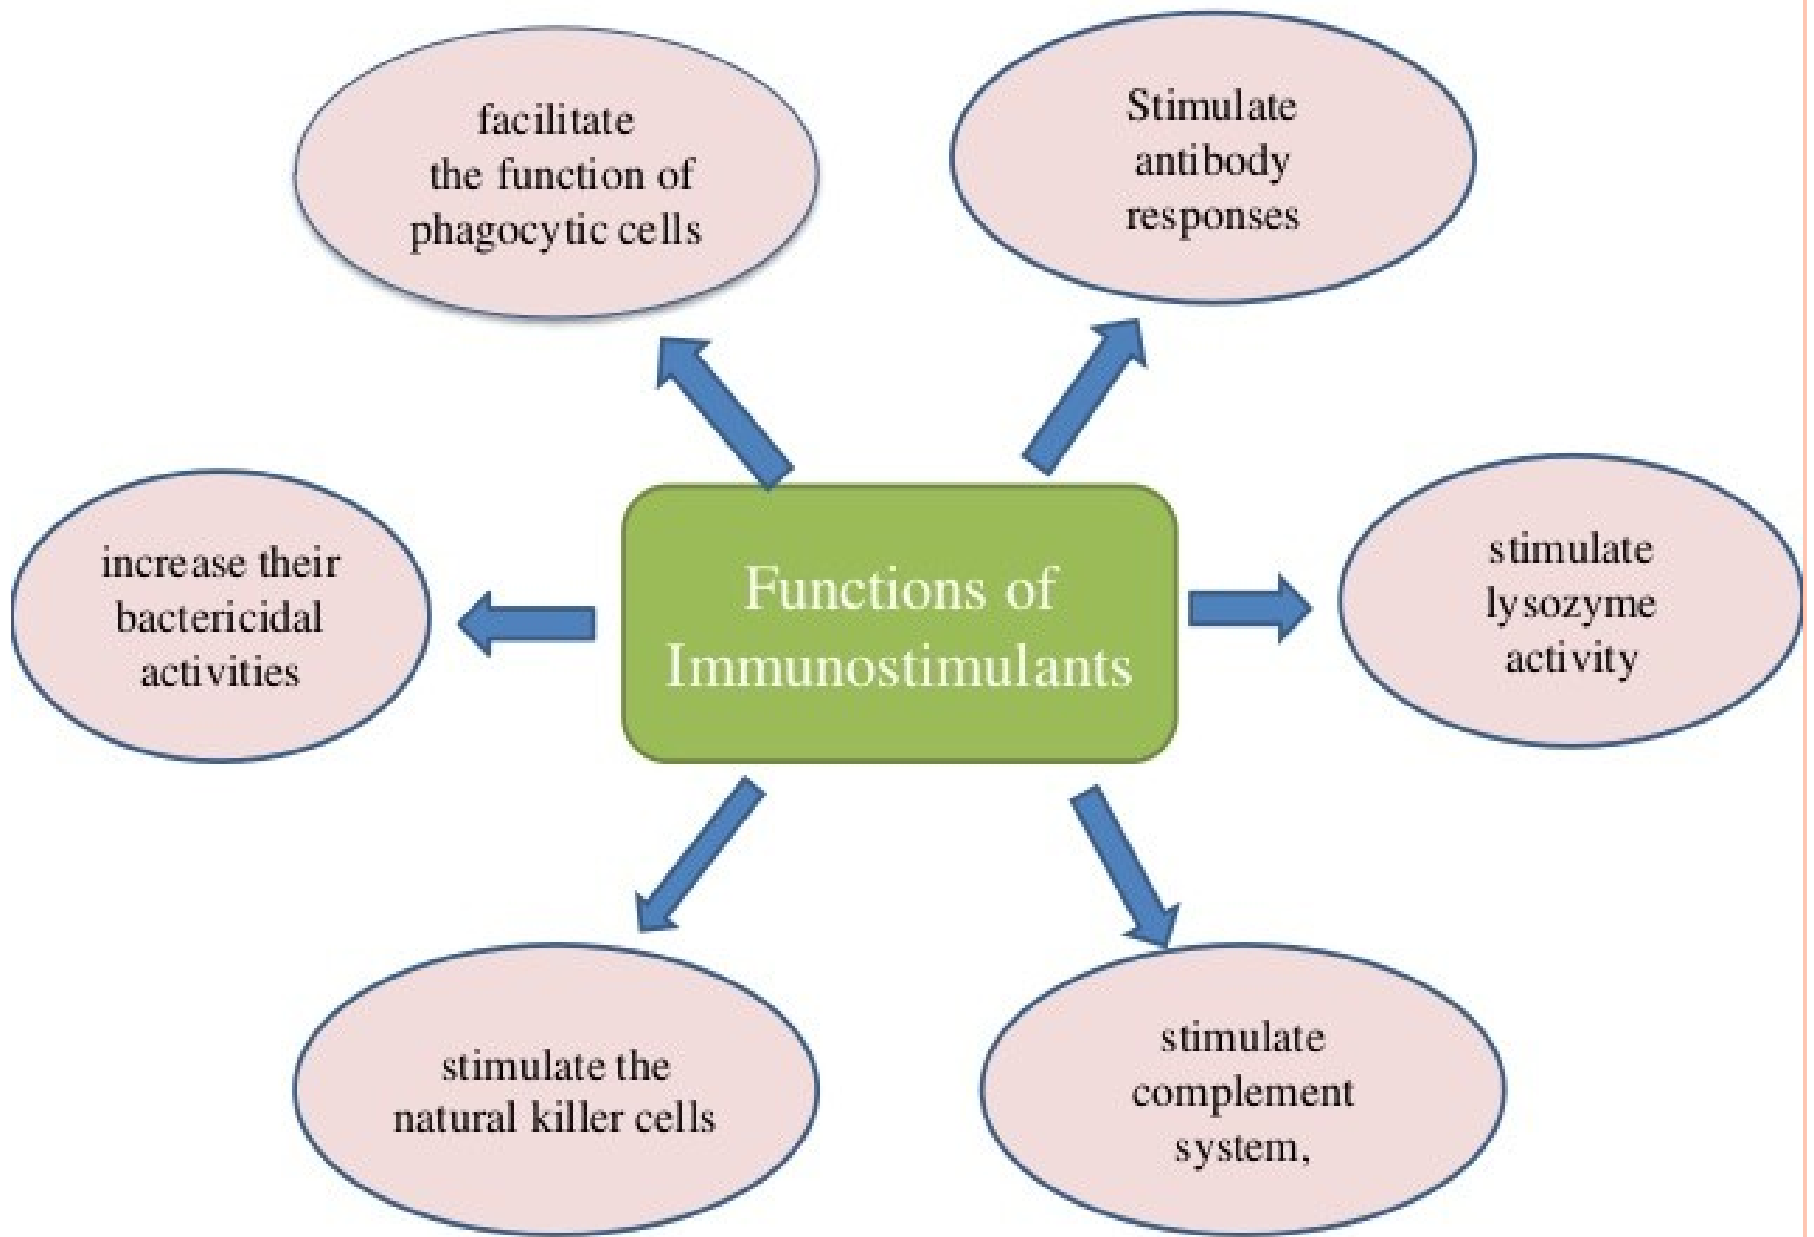 facilitate
the function of
phagocytic cells
Stimulate
antibody
responses
increase their
bactericidal
activities
Functions of
Immunostimulants
stimulate
lysozyme
activity
stimulate the
natural killer cells
stimulate
complement
system,